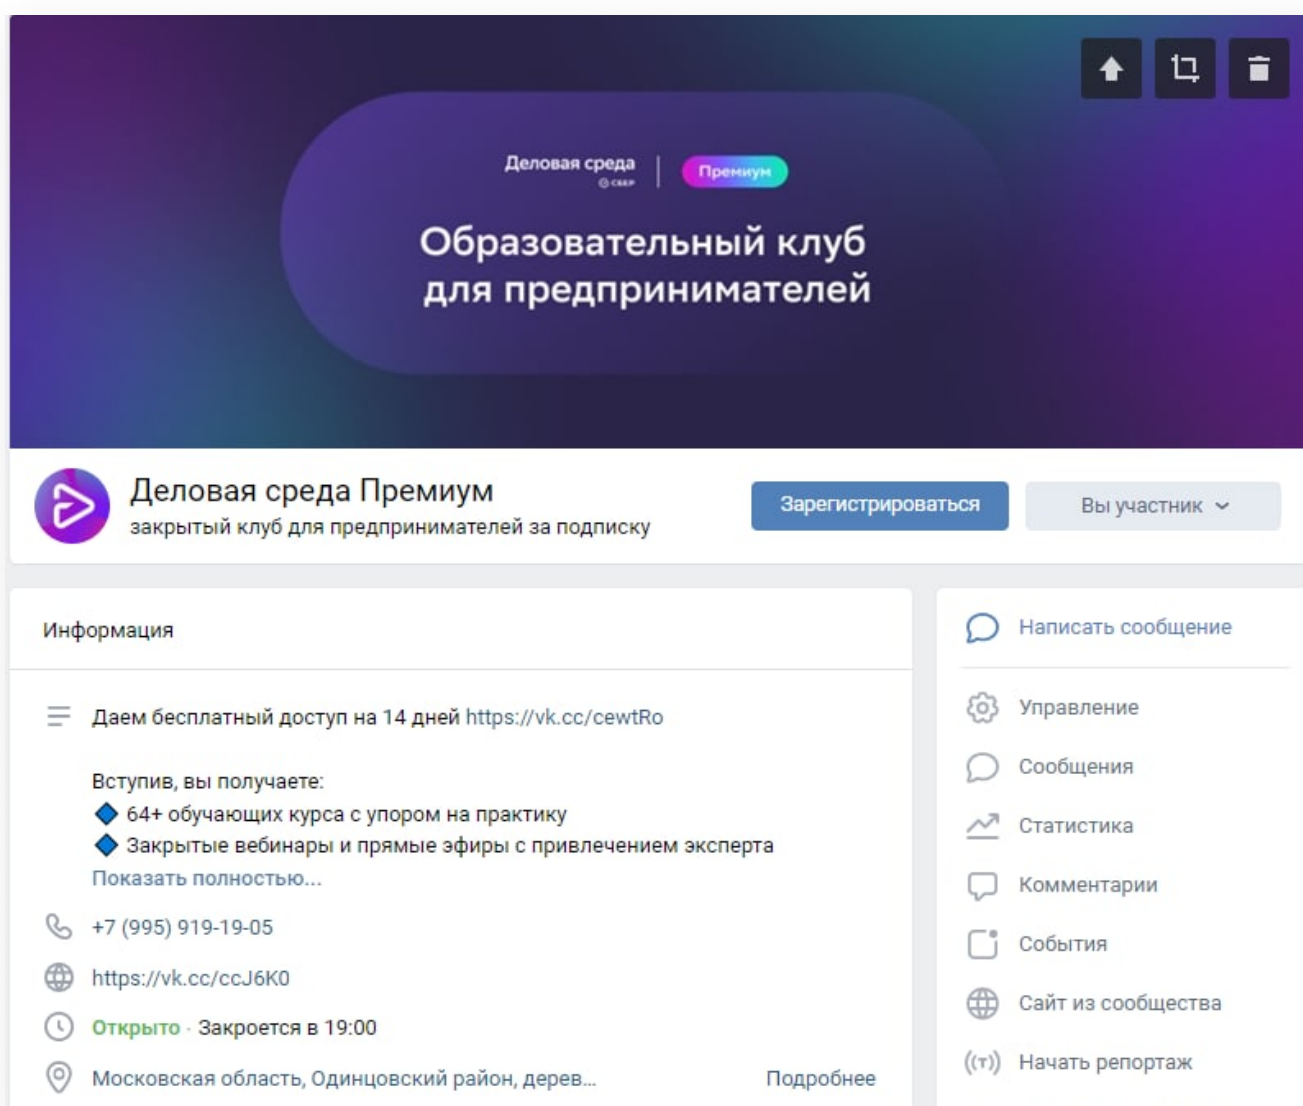 Деловая среда
СБЕР
Премиум
Образовательный клуб
для предпринимателей
Деловая среда Премиум
закрытый клуб для предпринимателей за подписку
Зарегистрироваться
Вы участник
Информация
Даем бесплатный доступ на 14 дней https://vk.cc/cewtRo
Вступив, вы получаете:
64+ обучающих курса с упором на практику
Закрытые вебинары и прямые эфиры с привлечением эксперта
Показать полностью...
+7 (995) 919-19-05
https://vk.cc/ccJ6K0
Открыто · Закроется в 19:00
Московская область, Одинцовский район, дерев...
Подробнее
Написать сообщение
Управление
Сообщения
Статистика
Комментарии
События
Сайт из сообщества
Начать репортаж